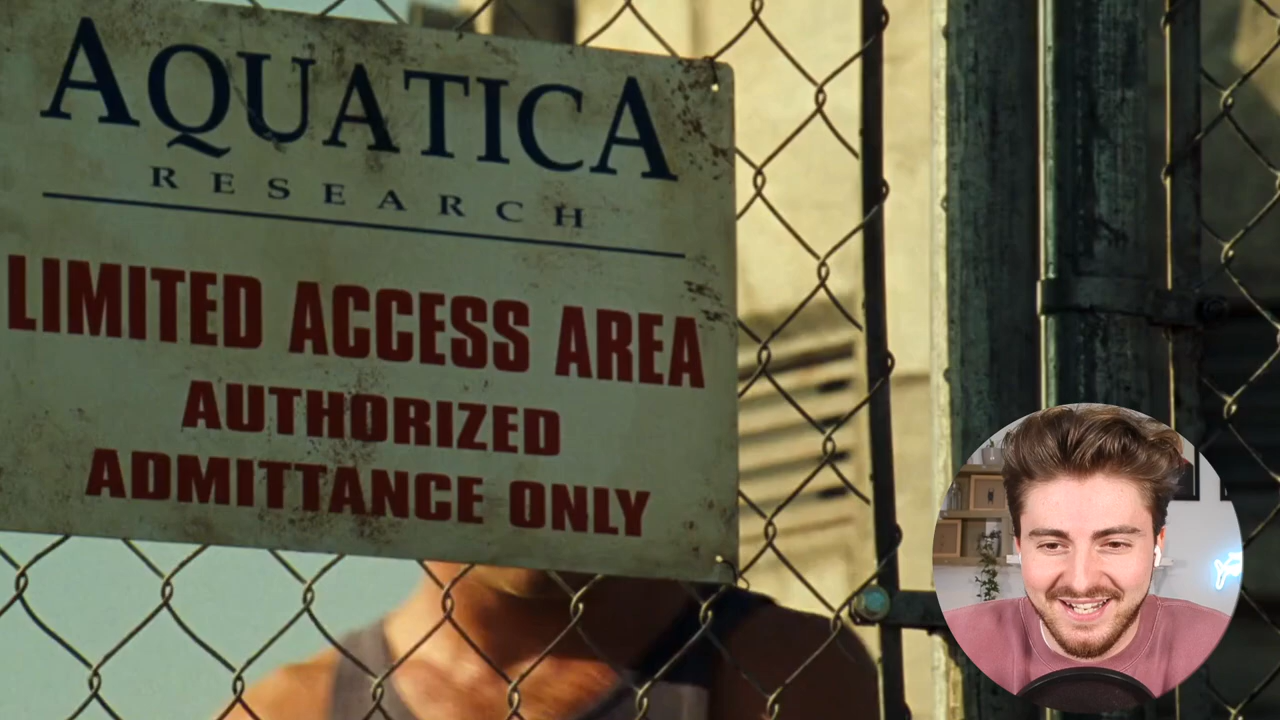 AQUATICA
RESEARCH
LIMITED ACCESS AREA
AUTHORIZED
ADMITTANCE ONLY